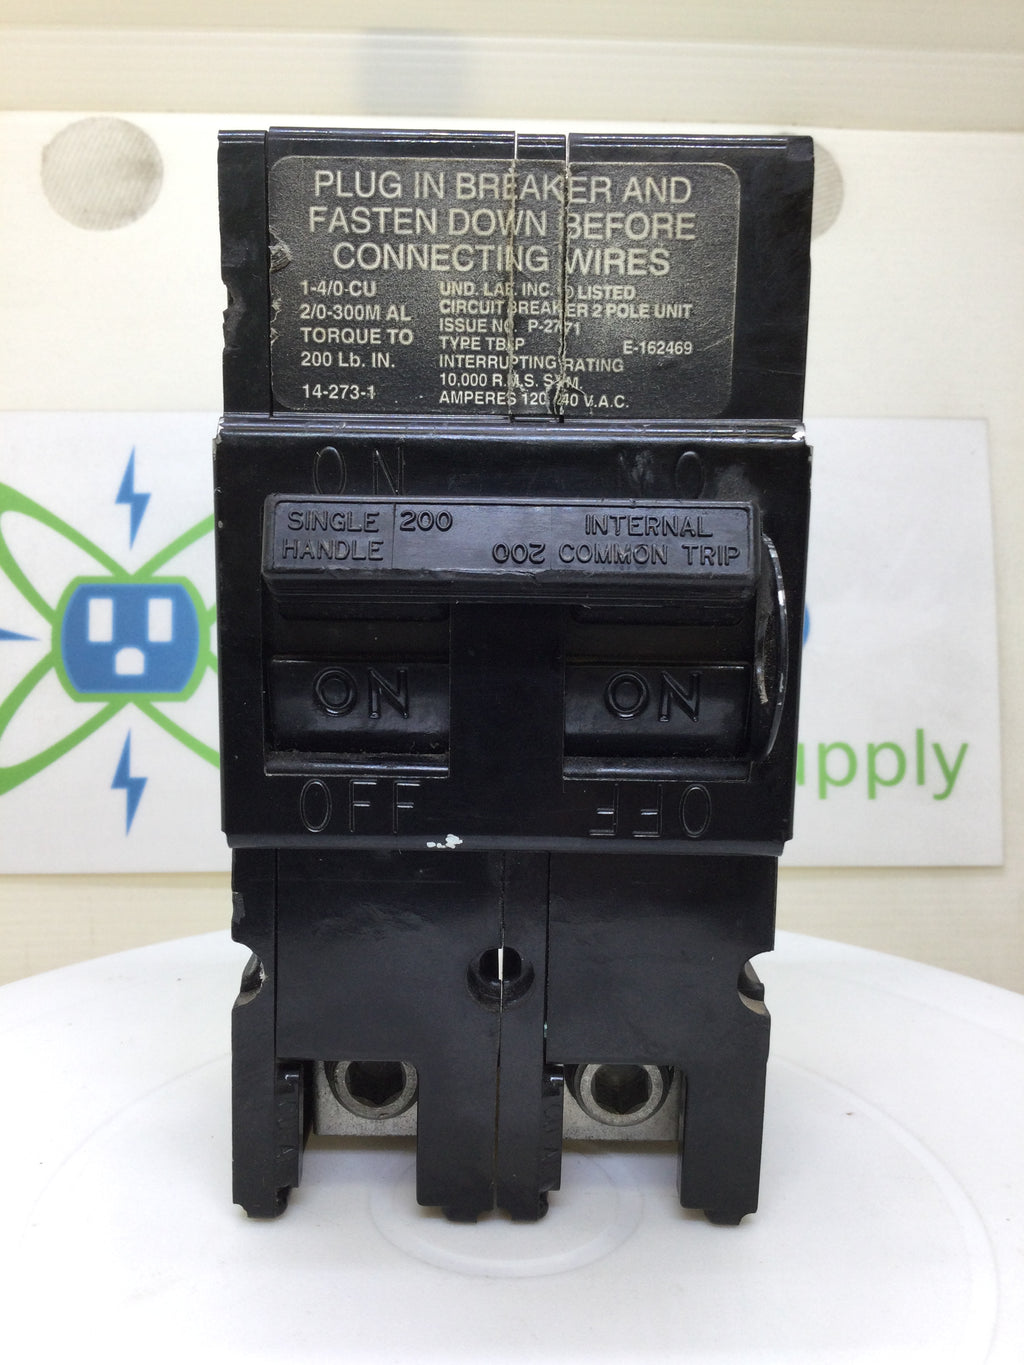 PLUG IN BREAKER AND
FASTEN DOWN BEFORE
CONNECTING WIRES
1-4/0-CU
2/0-300M AL
TORQUE TO
200 Lb. IN.
14-273-1
UND. LAB. INC. LISTED
CIRCUIT BREAKER 2 POLE UNIT
ISSUE NO. P-2771
TYPE E-162469
INTERRUPTING RATING
10,000 R.M.S. SYM.
AMPERES 120/240 V.A.C.
ON NO
SINGLE 200 INTERNAL
HANDLE 200 COMMON TRIP
ON ON
OFF OFF
pply